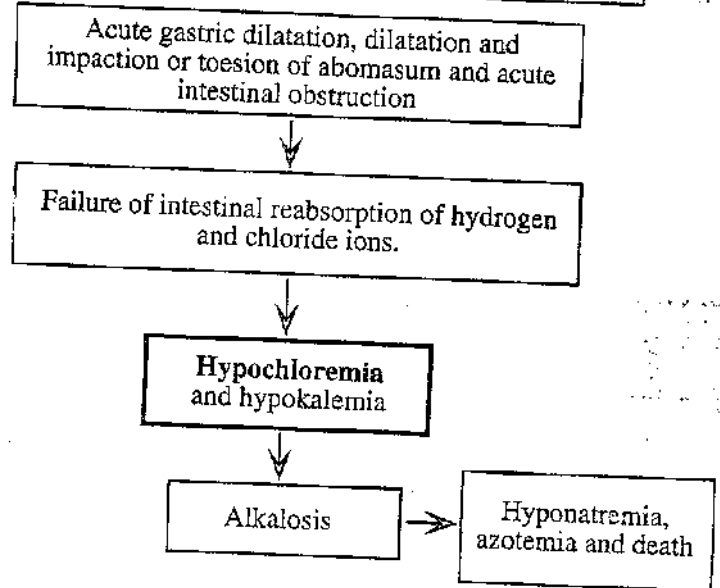 Acute gastric dilatation, dilatation and
impaction or toesion of abomasum and acute
intestinal obstruction
Failure of intestinal reabsorption of hydrogen
and chloride ions.
Hypochloremia
and hypokalemia
Alkalosis
Hyponatremia,
azotemia and death